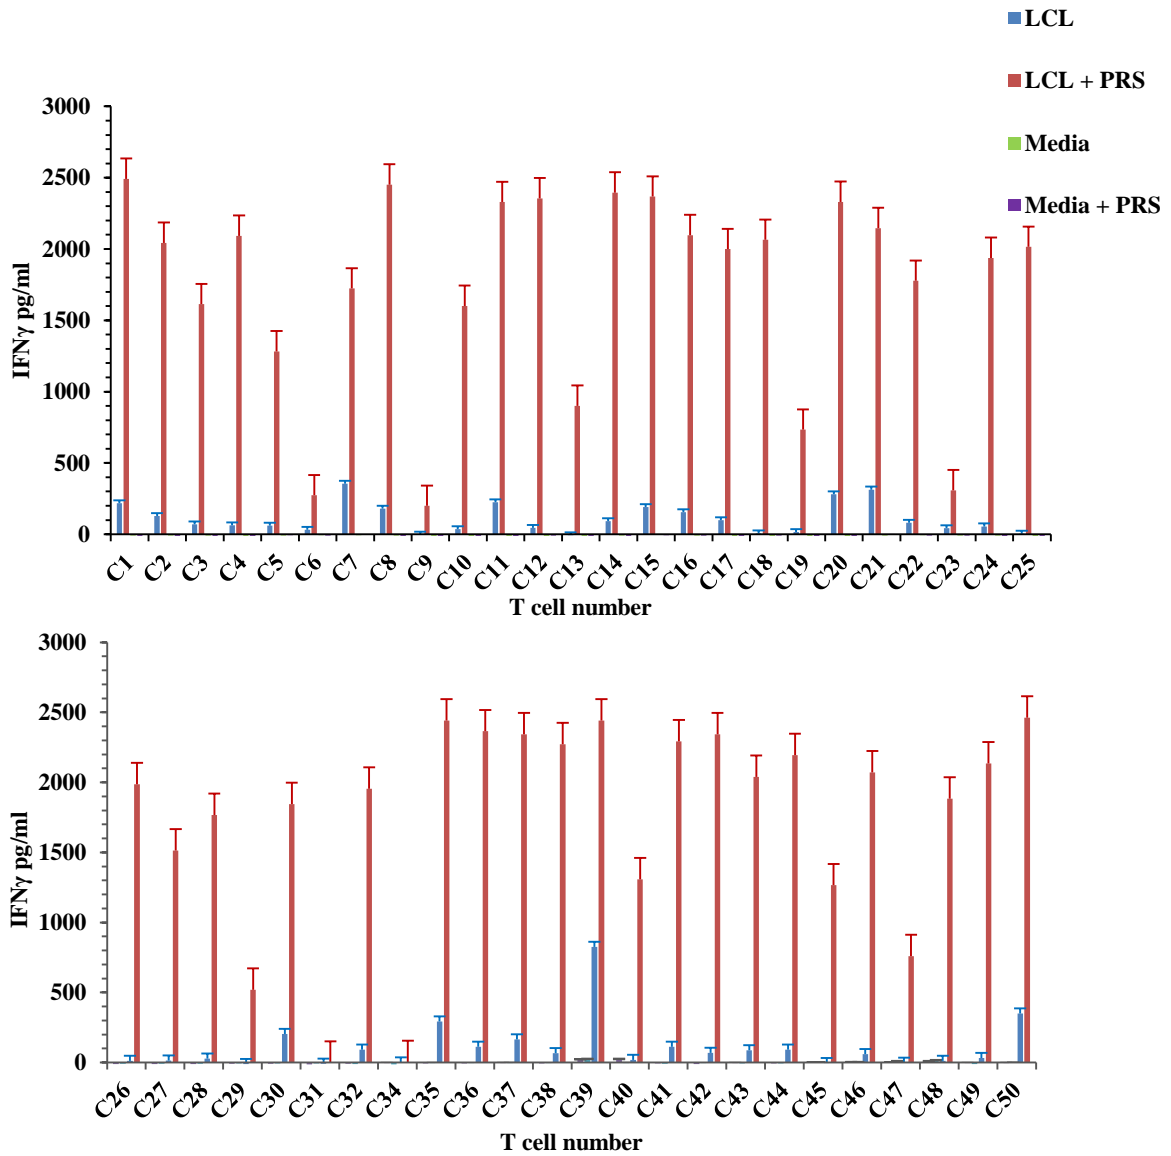 LCL
LCL + PRS
Media
Media + PRS
3000
2500
2000
1500
1000
500
0
IFNγ pg/ml
C1 C2 C3 C4 C5 C6 C7 C8 C9 C10 C11 C12 C13 C14 C15 C16 C17 C18 C19 C20 C21 C22 C23 C24 C25
T cell number
3000
2500
2000
1500
1000
500
0
IFNγ pg/ml
C26 C27 C28 C29 C30 C31 C32 C34 C35 C36 C37 C38 C39 C40 C41 C42 C43 C44 C45 C46 C47 C48 C49 C50
T cell number